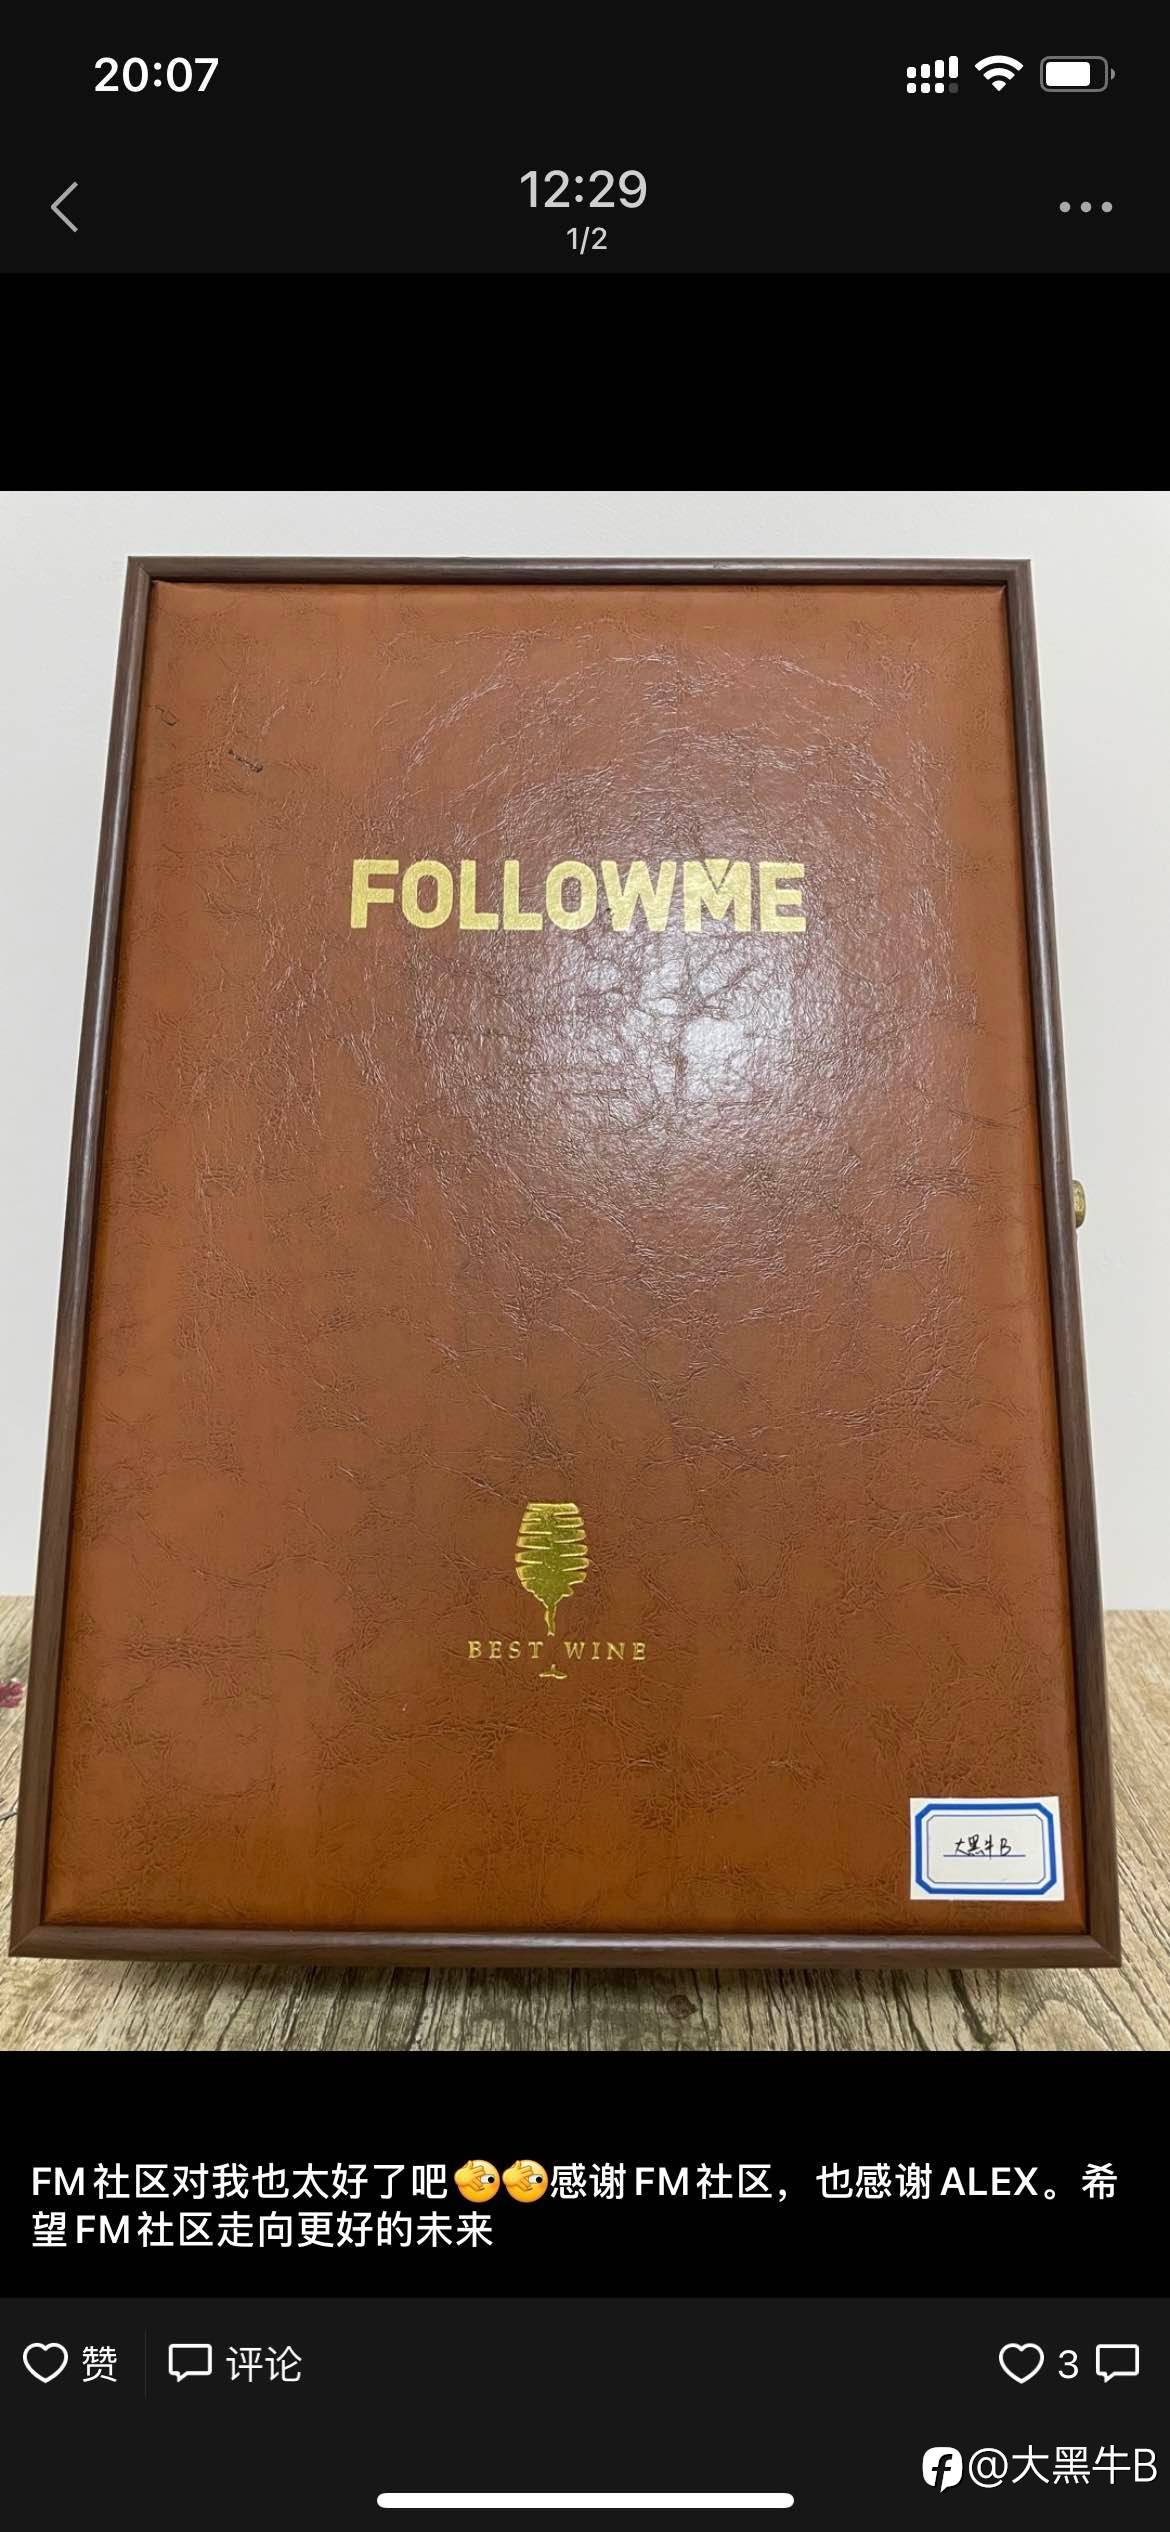 20:07
12:29
1/2
FOLLOWME
BEST WINE
大黑牛B
FM社区对我也太好了吧🫣🫣感谢FM社区，也感谢ALEX。希
望FM社区走向更好的未来
赞
评论
3
@大黑牛B